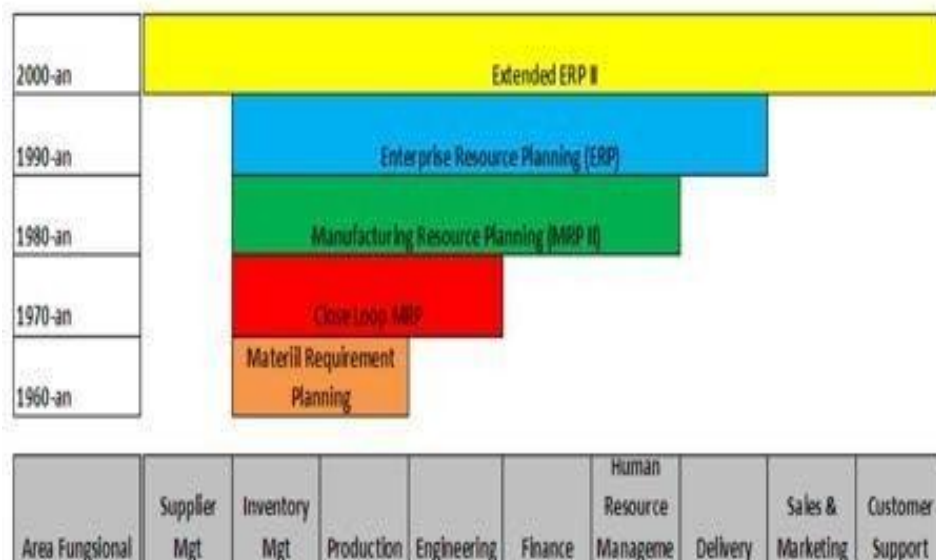 2000-an
Extended ERP II
1990-an
Enterprise Resource Planning (ERP)
1980-an
Manufacturing Resource Planning (MRP II)
1970-an
Close Loop MRP
1960-an
Materiil Requirement
Planning
Area Fungsional
Supplier
Mgt
Inventory
Mgt
Production
Engineering
Finance
Human
Resource
Manageme
Delivery
Sales &
Marketing
Customer
Support